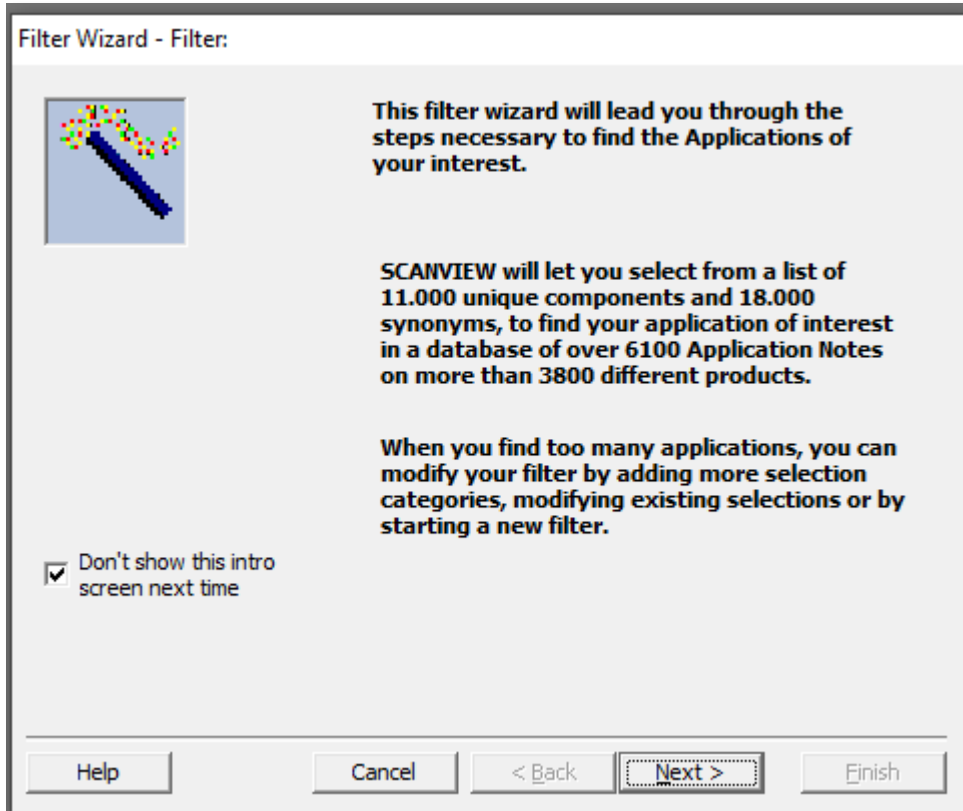 Filter Wizard - Filter:
This filter wizard will lead you through the
steps necessary to find the Applications of
your interest.
SCANVIEW will let you select from a list of
11.000 unique components and 18.000
synonyms, to find your application of interest
in a database of over 6100 Application Notes
on more than 3800 different products.
When you find too many applications, you can
modify your filter by adding more selection
categories, modifying existing selections or by
starting a new filter.
Don't show this intro
screen next time
Help
Cancel
< Back
Next >
Finish